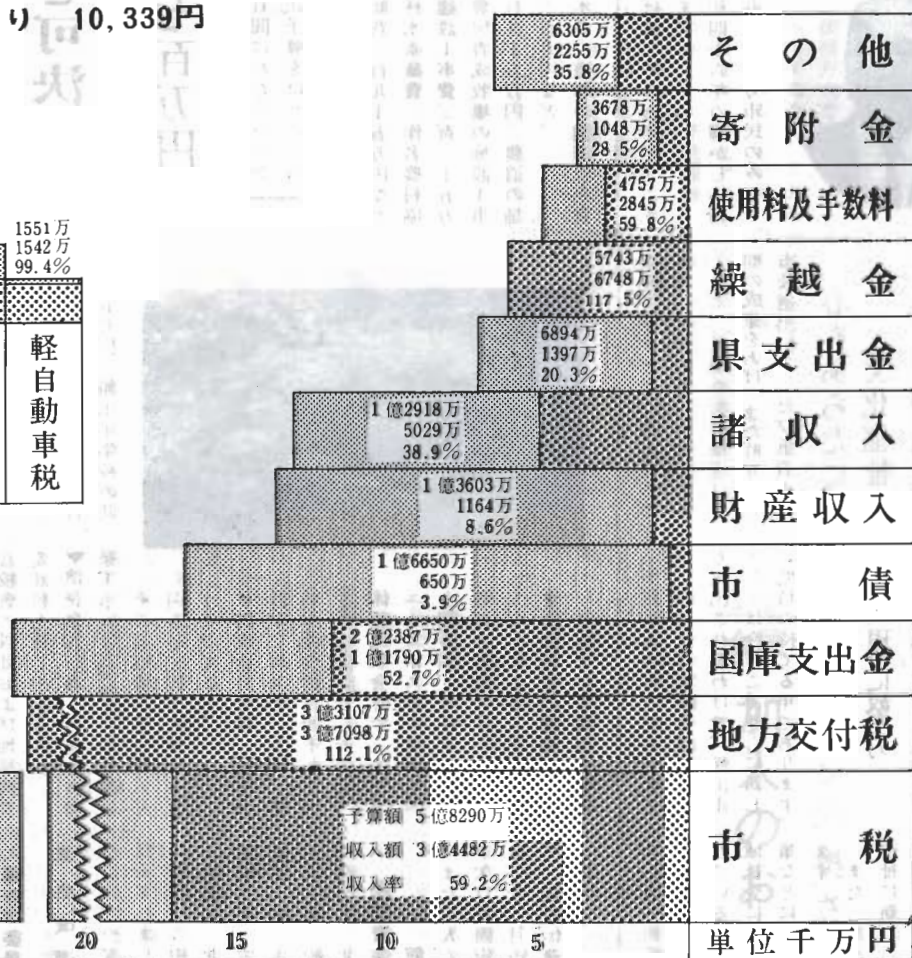 り 10,339円
1551万
1542万
99.4%
軽自動車税
6305万
2255万
35.8%
その他
3678万
1048万
28.5%
寄附金
4757万
2845万
59.8%
使用料及手数料
5743万
6748万
117.5%
繰越金
6894万
1397万
20.3%
県支出金
1億2918万
5029万
38.9%
諸収入
1億3603万
1164万
8.6%
財産収入
1億6650万
650万
3.9%
市債
2億2387万
1億1790万
52.7%
国庫支出金
3億3107万
3億7098万
112.1%
地方交付税
予算額 5億8290万
収入額 3億4482万
収入率 59.2%
市税
20 15 10 5
単位千万円